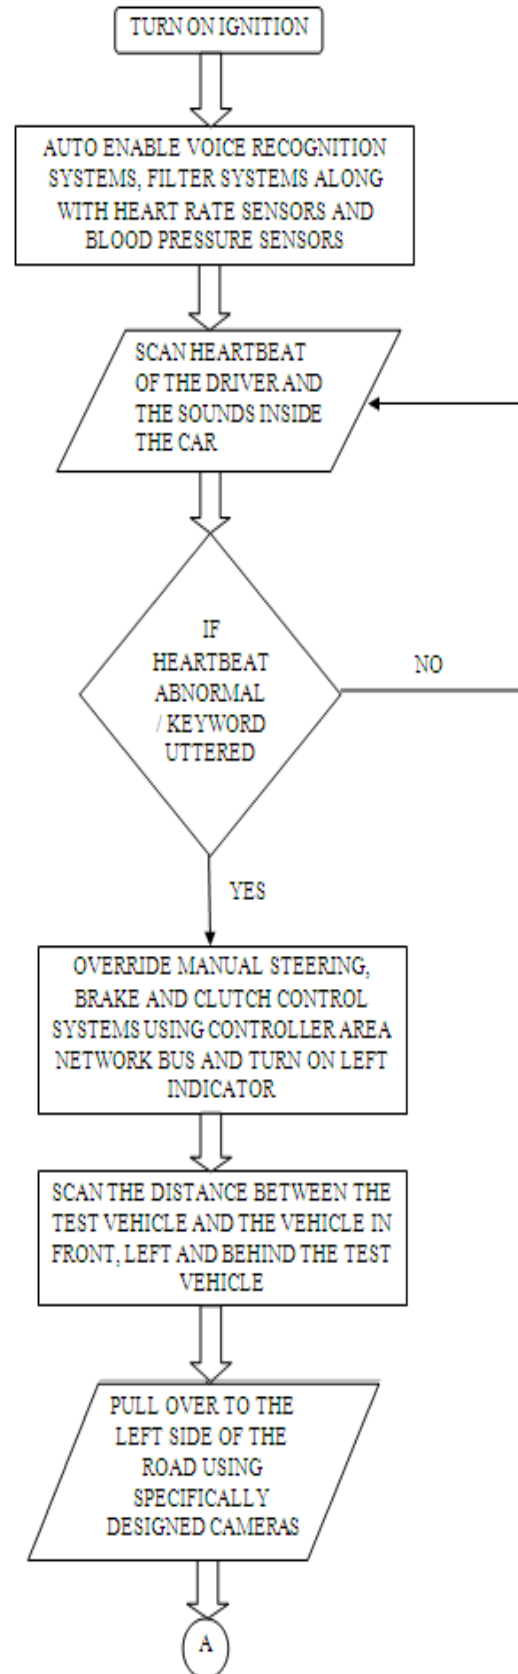 TURN ON IGNITION
AUTO ENABLE VOICE RECOGNITION
SYSTEMS, FILTER SYSTEMS ALONG
WITH HEART RATE SENSORS AND
BLOOD PRESSURE SENSORS
SCAN HEARTBEAT
OF THE DRIVER AND
THE SOUNDS INSIDE
THE CAR
IF
HEARTBEAT
ABNORMAL
/ KEYWORD
UTTERED
NO
YES
OVERRIDE MANUAL STEERING,
BRAKE AND CLUTCH CONTROL
SYSTEMS USING CONTROLLER AREA
NETWORK BUS AND TURN ON LEFT
INDICATOR
SCAN THE DISTANCE BETWEEN THE
TEST VEHICLE AND THE VEHICLE IN
FRONT, LEFT AND BEHIND THE TEST
VEHICLE
PULL OVER TO THE
LEFT SIDE OF THE
ROAD USING
SPECIFICALLY
DESIGNED CAMERAS
A